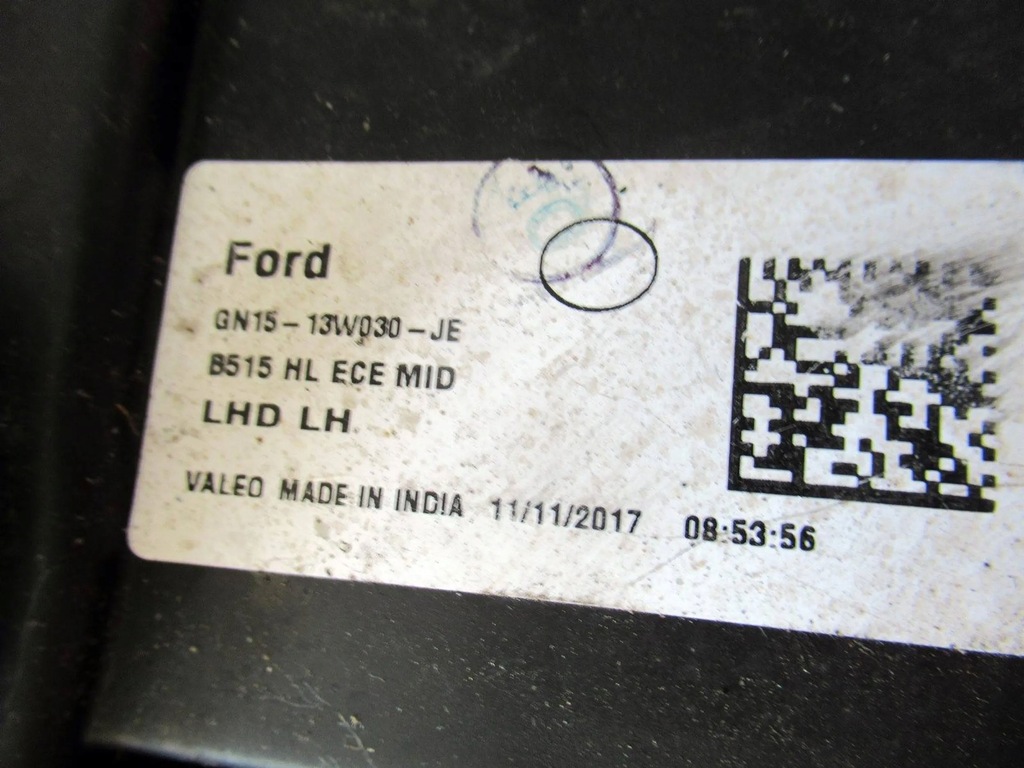 Ford
GN15-13W030-JE
B515 HL ECE MID
LHD LH
VALEO MADE IN INDIA 11/11/2017 08:53:56